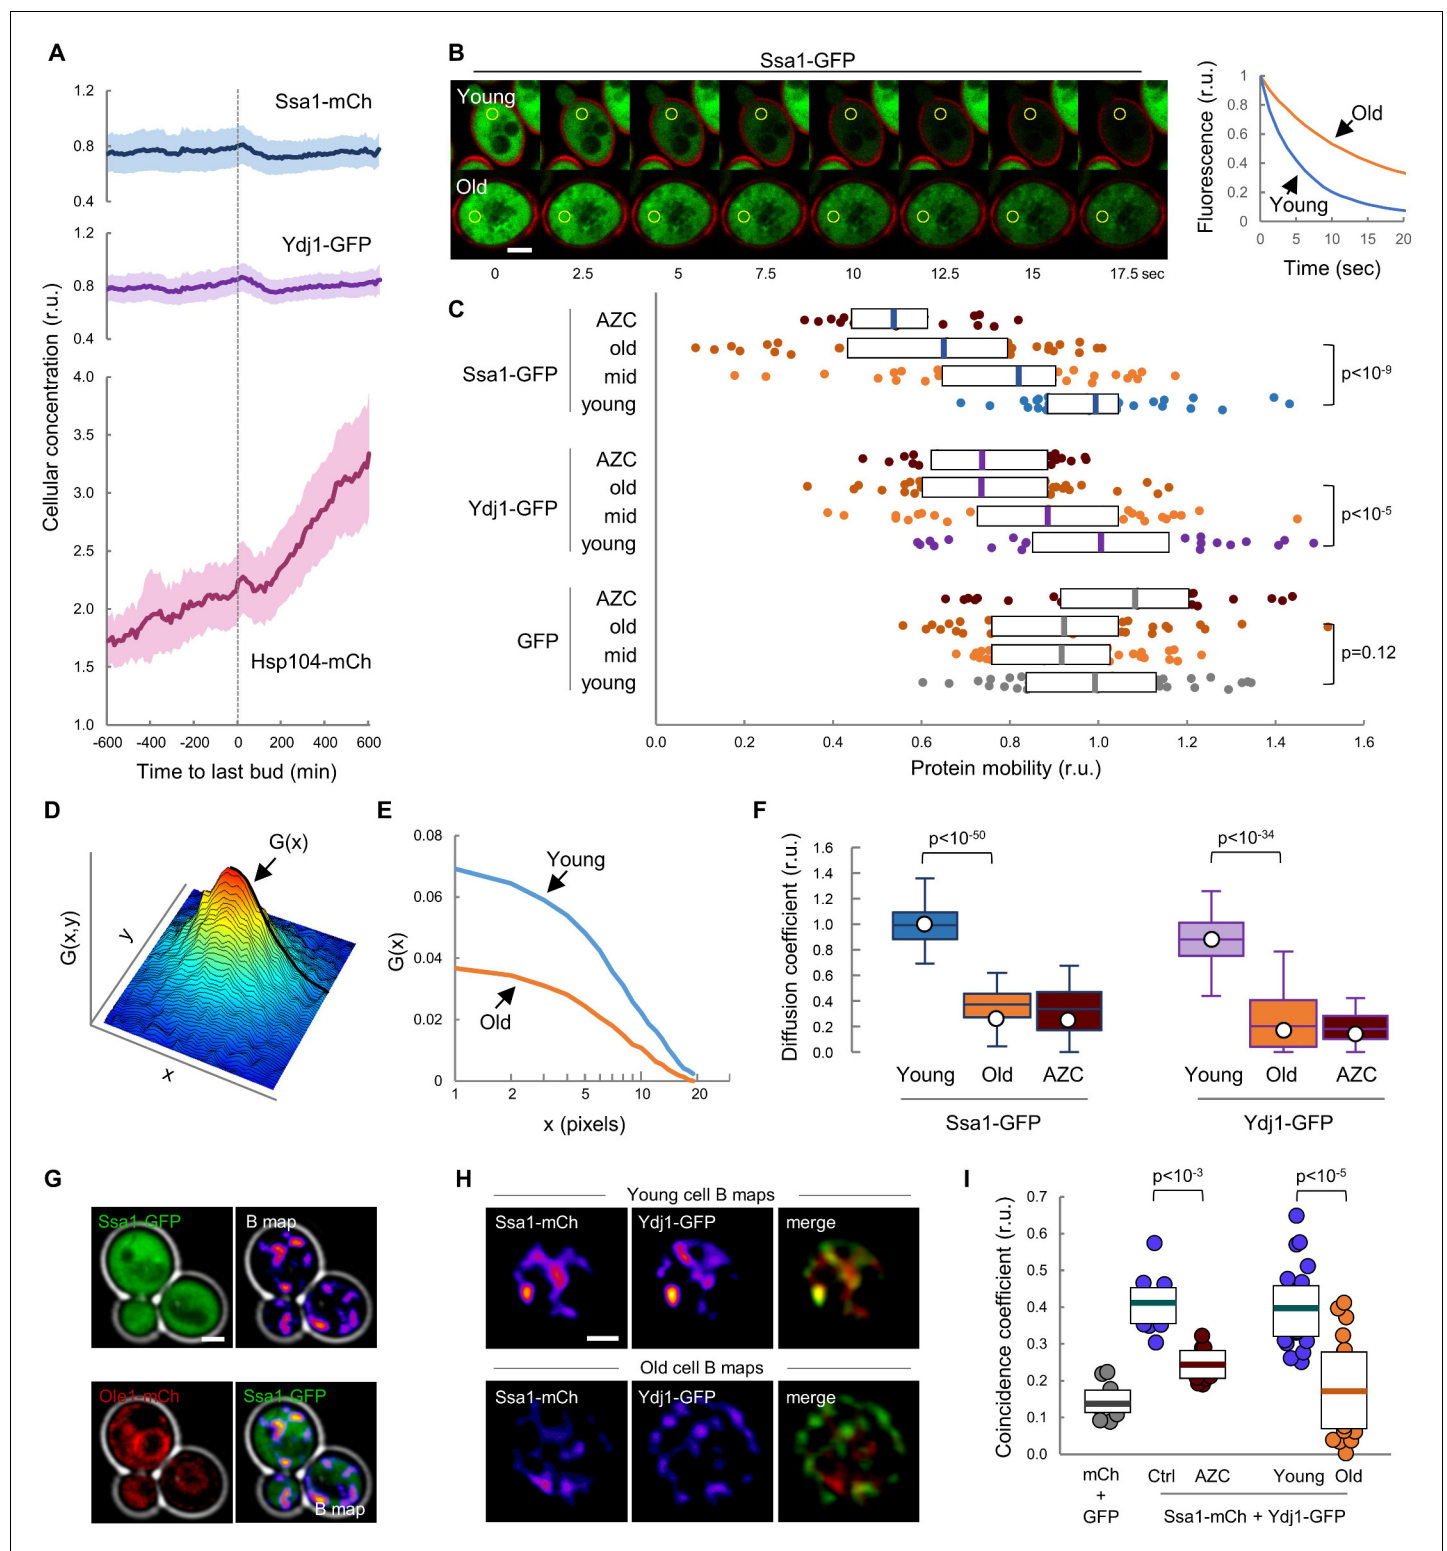 A
1.2
Ssa1-mCh
0.8
0.4
1.2
Ydj1-GFP
0.8
0.4
4.0
3.5
3.0
2.5
2.0
1.5
1.0
Hsp104-mCh
Cellular concentration (r.u.)
-600 -400 -200 0 200 400 600
Time to last bud (min)
B
Ssa1-GFP
Young
Old
0 2.5 5 7.5 10 12.5 15 17.5 sec
Fluorescence (r.u.)
1
0.8
0.6
0.4
0.2
0
Old
Young
0 5 10 15 20
Time (sec)
C
Ssa1-GFP
AZC
old
mid
young
p<10-9
Ydj1-GFP
AZC
old
mid
young
p<10-5
GFP
AZC
old
mid
young
p=0.12
0.0 0.2 0.4 0.6 0.8 1.0 1.2 1.4 1.6
Protein mobility (r.u.)
D
G(x)
G(x,y)
y
x
E
0.08
0.06
0.04
0.02
0
G(x)
Young
Old
1 2 5 10 20
x (pixels)
F
p<10-50
p<10-34
1.6
1.4
1.2
1.0
0.8
0.6
0.4
0.2
0.0
Diffusion coefficient (r.u.)
Young Old AZC
Ssa1-GFP
Young Old AZC
Ydj1-GFP
G
Ssa1-GFP
B map
Ole1-mCh
Ssa1-GFP
B map
H
Young cell B maps
Ssa1-mCh
Ydj1-GFP
merge
Old cell B maps
Ssa1-mCh
Ydj1-GFP
merge
I
p<10-3
p<10-5
0.7
0.6
0.5
0.4
0.3
0.2
0.1
0.0
Coincidence coefficient (r.u.)
mCh
+
GFP
Ctrl AZC Young Old
Ssa1-mCh + Ydj1-GFP